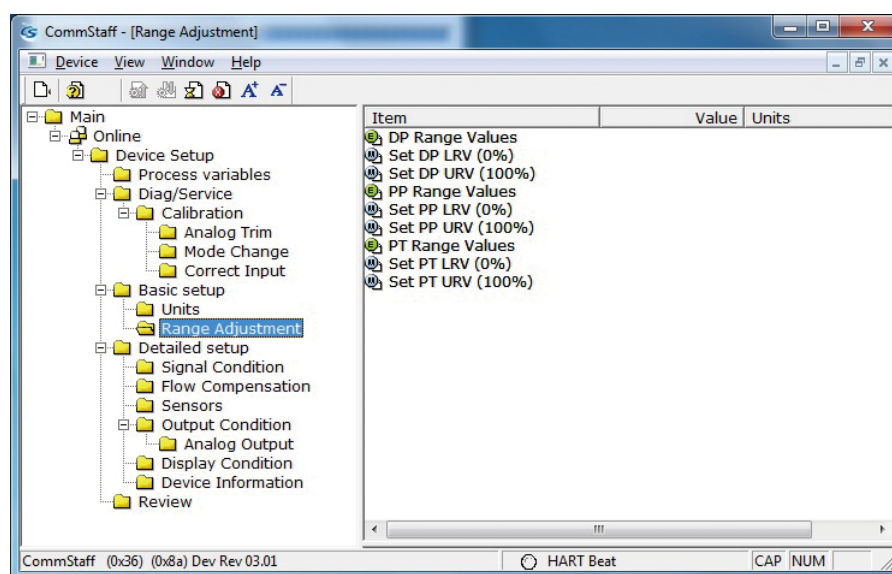 CommStaff - [Range Adjustment]
Device View Window Help
Main
Online
Device Setup
Process variables
Diag/Service
Calibration
Analog Trim
Mode Change
Correct Input
Basic setup
Units
Range Adjustment
Detailed setup
Signal Condition
Flow Compensation
Sensors
Output Condition
Analog Output
Display Condition
Device Information
Review
Item Value Units
DP Range Values
Set DP LRV (0%)
Set DP URV (100%)
PP Range Values
Set PP LRV (0%)
Set PP URV (100%)
PT Range Values
Set PT LRV (0%)
Set PT URV (100%)
CommStaff (0x36) (0x8a) Dev Rev 03.01 HART Beat CAP NUM